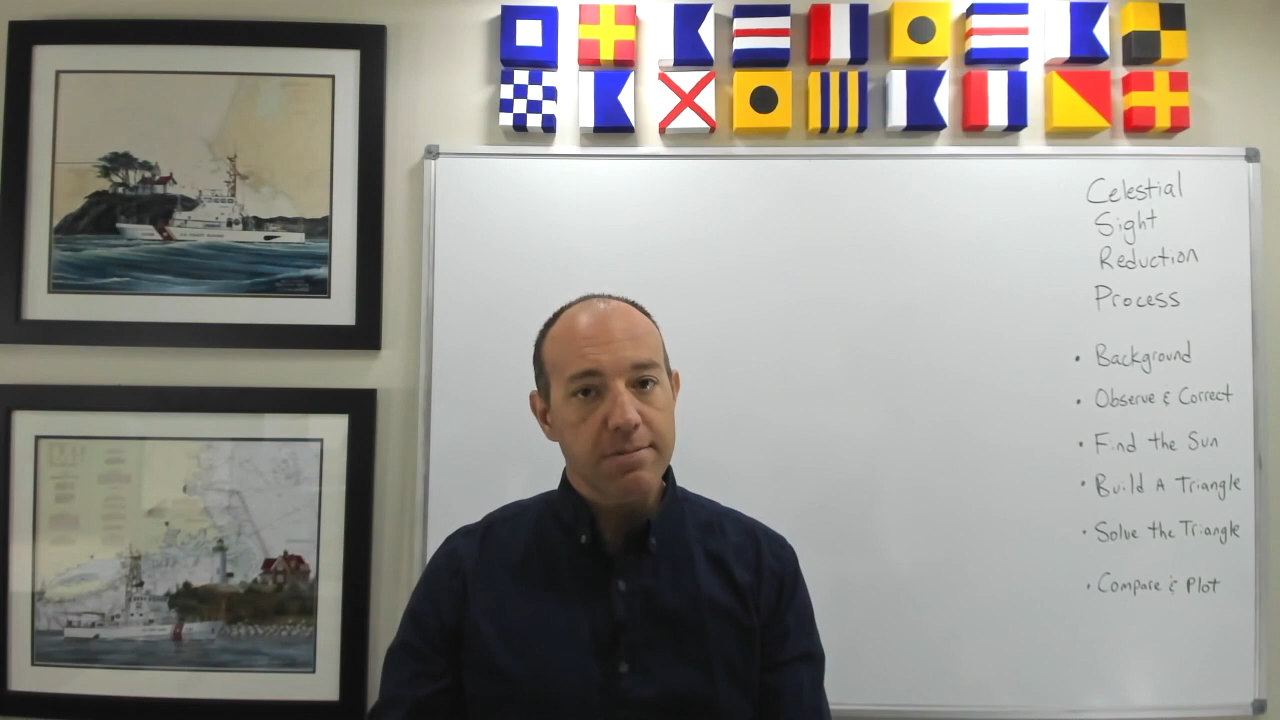 Celestial
Sight
Reduction
Process
• Background
• Observe & Correct
• Find the Sun
• Build A Triangle
• Solve the Triangle
• Compare & Plot